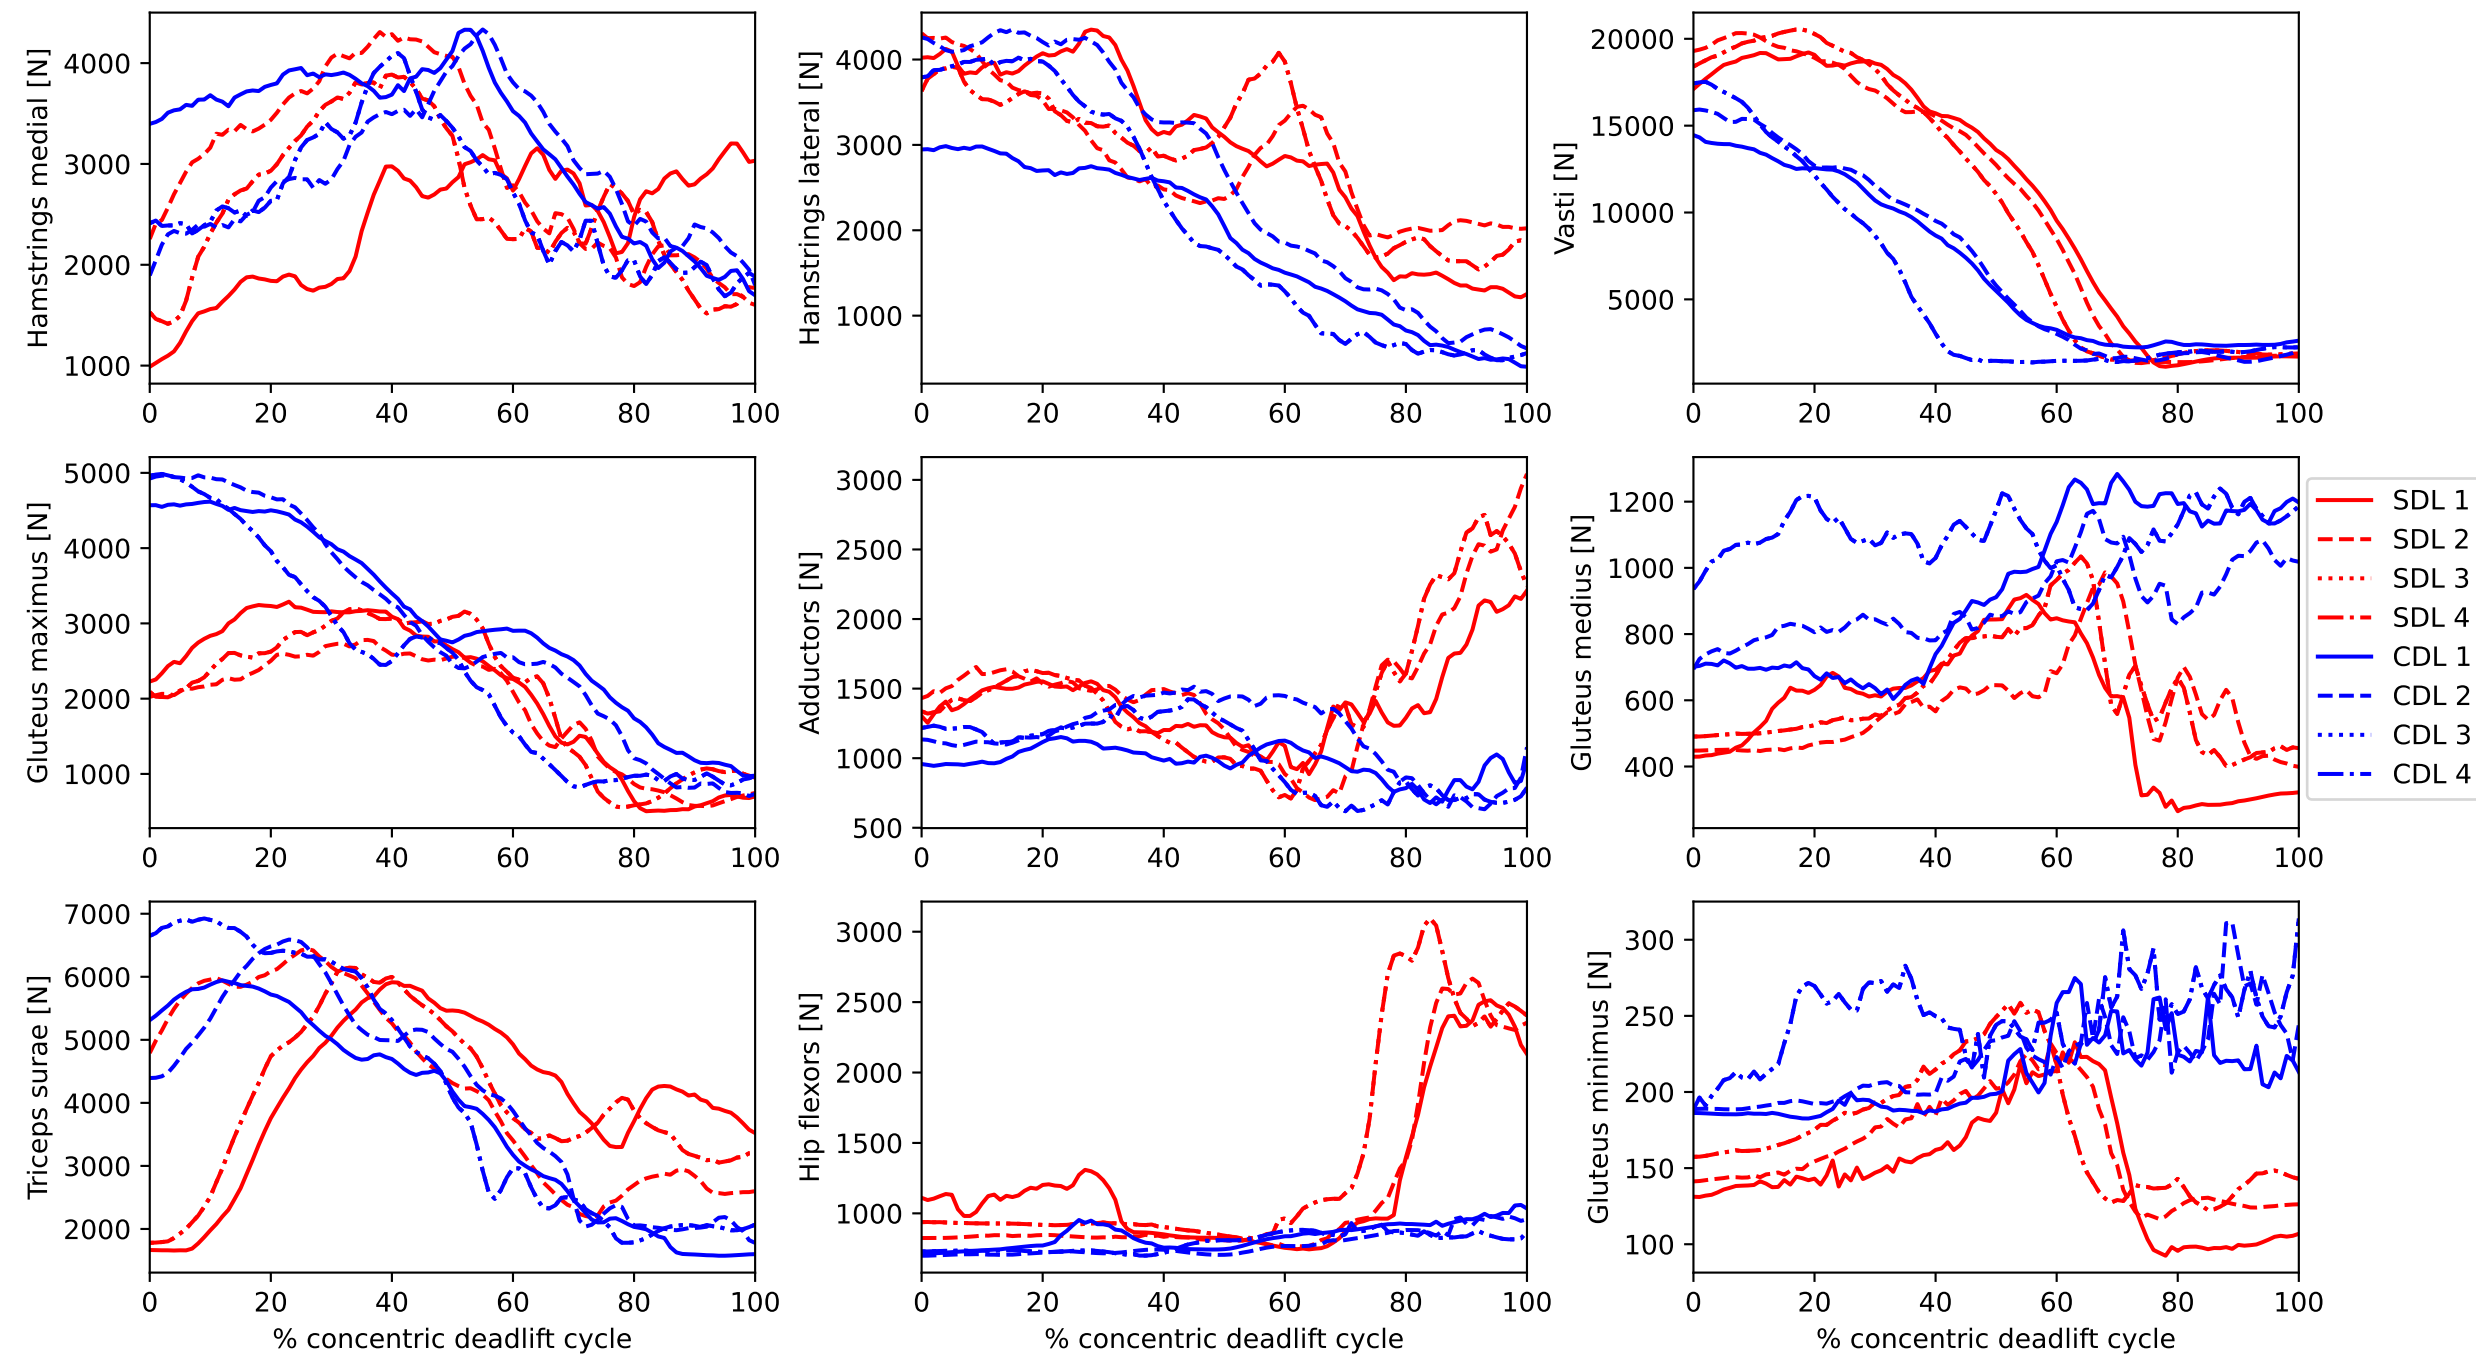 Hamstrings medial [N]
4000
3000
2000
1000
0 20 40 60 80 100
Hamstrings lateral [N]
4000
3000
2000
1000
0 20 40 60 80 100
Vasti [N]
20000
15000
10000
5000
0 20 40 60 80 100
Gluteus maximus [N]
5000
4000
3000
2000
1000
0 20 40 60 80 100
Adductors [N]
3000
2500
2000
1500
1000
500
0 20 40 60 80 100
Gluteus medius [N]
1200
1000
800
600
400
0 20 40 60 80 100
SDL 1
SDL 2
SDL 3
SDL 4
CDL 1
CDL 2
CDL 3
CDL 4
Triceps surae [N]
7000
6000
5000
4000
3000
2000
0 20 40 60 80 100
% concentric deadlift cycle
Hip flexors [N]
3000
2500
2000
1500
1000
0 20 40 60 80 100
% concentric deadlift cycle
Gluteus minimus [N]
300
250
200
150
100
0 20 40 60 80 100
% concentric deadlift cycle